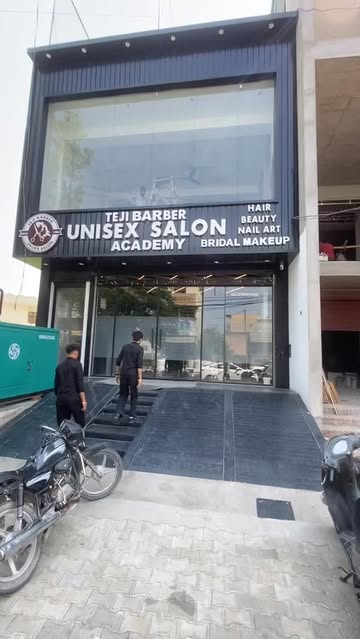 TEJI BARBER
UNISEX SALON
ACADEMY
HAIR
BEAUTY
NAIL ART
BRIDAL MAKEUP